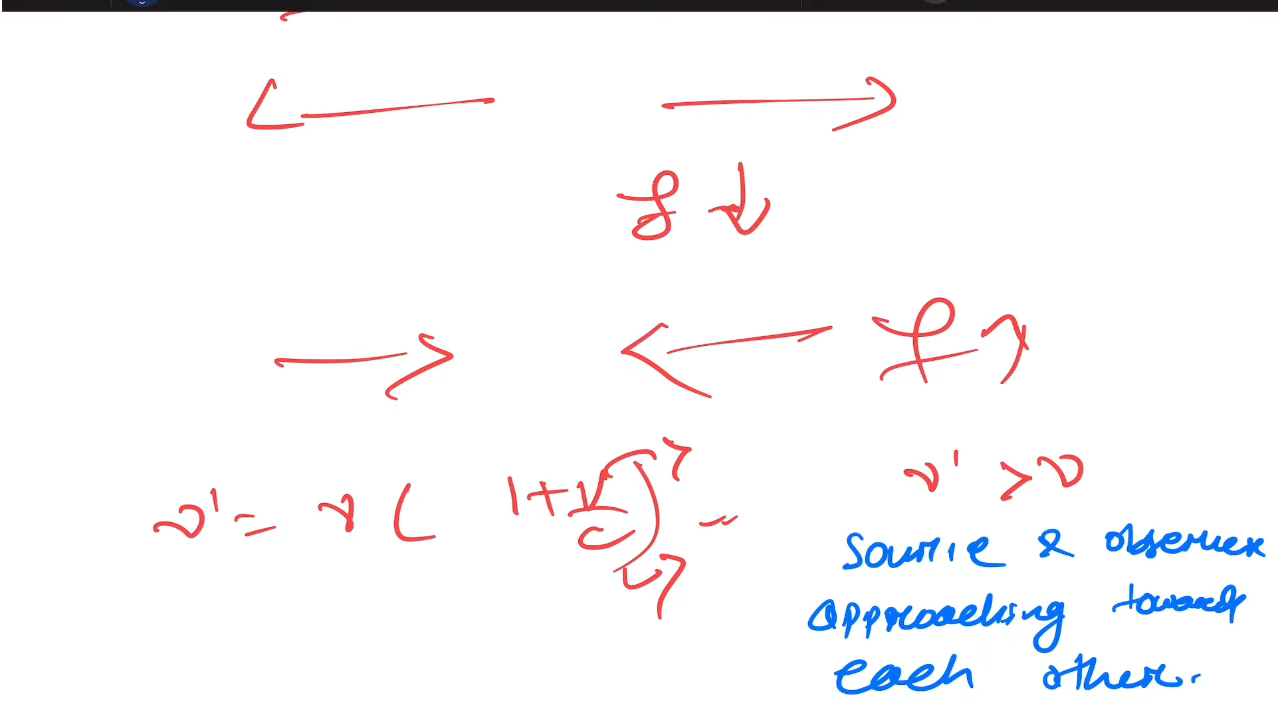 f ↓
f ↑
ν' = ν ( 1 + v/c ) =
ν' > ν
Source & observer
approaching towards
each other.